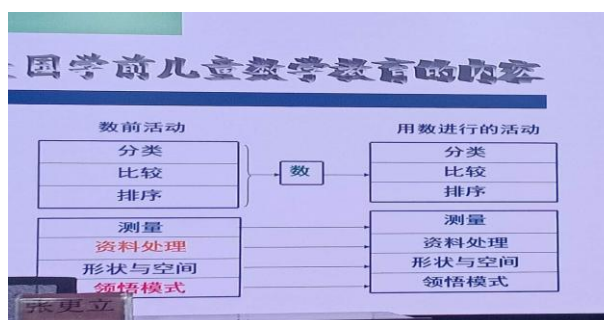 国学前儿童数学教育的内容
数前活动
用数进行的活动
分类
比较
排序
数
分类
比较
排序
测量
资料处理
形状与空间
领悟模式
测量
资料处理
形状与空间
领悟模式
张更立